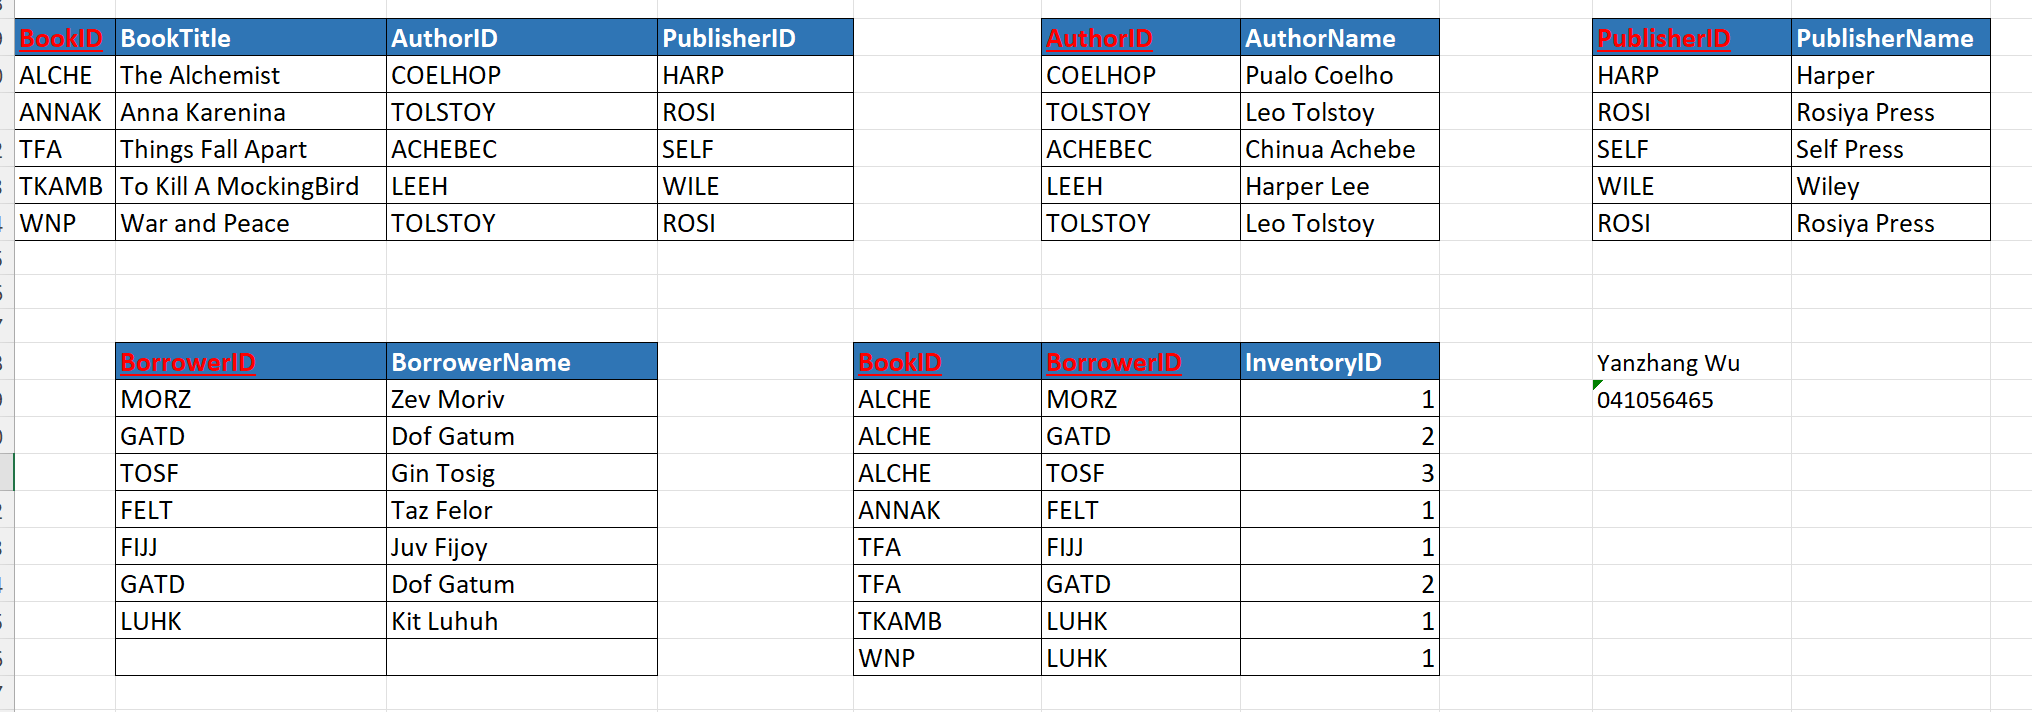 BookID BookTitle AuthorID PublisherID AuthorID AuthorName PublisherID PublisherName
ALCHE The Alchemist COELHOP HARP COELHOP Pualo Coelho HARP Harper
ANNAK Anna Karenina TOLSTOY ROSI TOLSTOY Leo Tolstoy ROSI Rosiya Press
TFA Things Fall Apart ACHEBEC SELF ACHEBEC Chinua Achebe SELF Self Press
TKAMB To Kill A MockingBird LEEH WILE LEEH Harper Lee WILE Wiley
WNP War and Peace TOLSTOY ROSI TOLSTOY Leo Tolstoy ROSI Rosiya Press
BorrowerID BorrowerName BookID BorrowerID InventoryID Yanzhang Wu
MORZ Zev Moriv ALCHE MORZ 1 041056465
GATD Dof Gatum ALCHE GATD 2
TOSF Gin Tosig ALCHE TOSF 3
FELT Taz Felor ANNAK FELT 1
FIJJ Juv Fijoy TFA FIJJ 1
GATD Dof Gatum TFA GATD 2
LUHK Kit Luhuh TKAMB LUHK 1
WNP LUHK 1